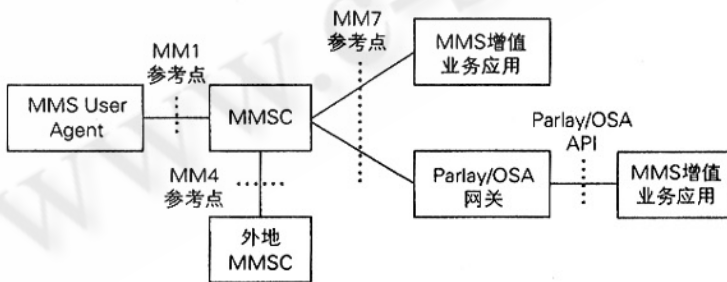 MM7
参考点
MM1
参考点
MMS增值
业务应用
MMS User
Agent
MMSC
Parlay/OSA
API
MM4
参考点
Parlay/OSA
网关
MMS增值
业务应用
外地
MMSC